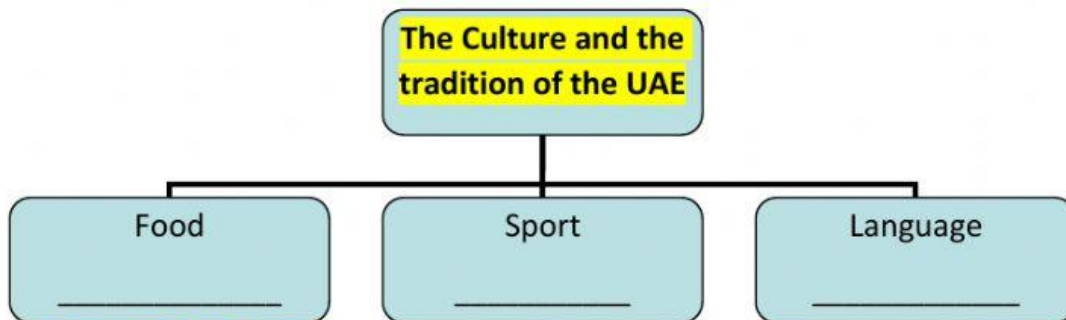 The Culture and the
tradition of the UAE
Food
Sport
Language